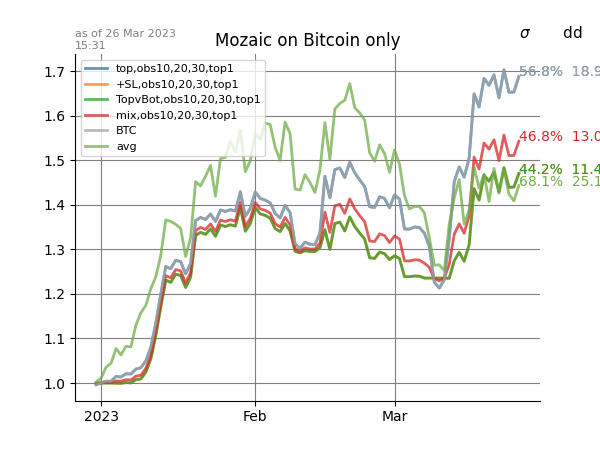 as of 26 Mar 2023
15:31
Mozaic on Bitcoin only
σ dd
top,obs10,20,30,top1
+SL,obs10,20,30,top1
TopvBot,obs10,20,30,top1
mix,obs10,20,30,top1
BTC
avg
56.8% 18.9
46.8% 13.0
44.2% 11.4
68.1% 25.1
1.7
1.6
1.5
1.4
1.3
1.2
1.1
1.0
2023 Feb Mar